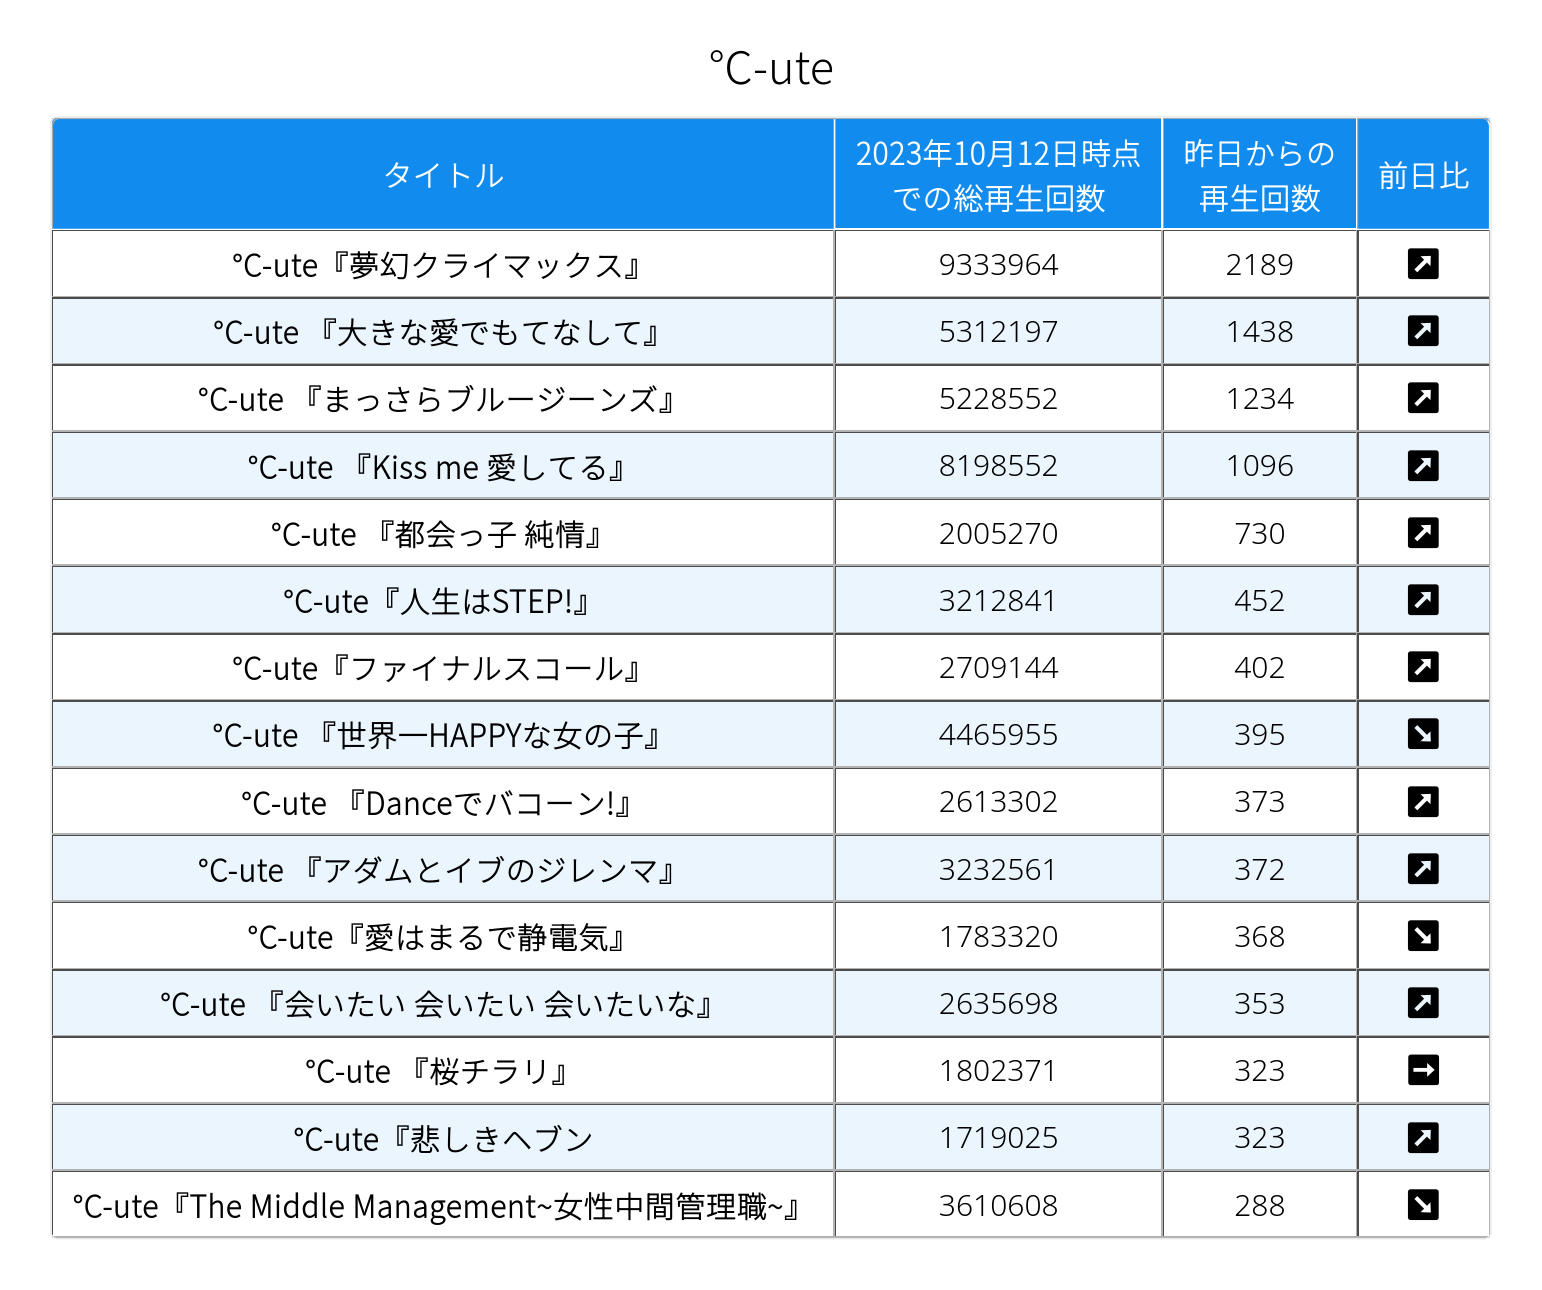 °C-ute
タイトル 2023年10月12日時点での総再生回数 昨日からの再生回数 前日比
°C-ute『夢幻クライマックス』 9333964 2189 ↗
°C-ute 『大きな愛でもてなして』 5312197 1438 ↗
°C-ute 『まっさらブルージーンズ』 5228552 1234 ↗
°C-ute 『Kiss me 愛してる』 8198552 1096 ↗
°C-ute 『都会っ子 純情』 2005270 730 ↗
°C-ute『人生はSTEP!』 3212841 452 ↗
°C-ute『ファイナルスコール』 2709144 402 ↗
°C-ute 『世界一HAPPYな女の子』 4465955 395 ↘
°C-ute 『Danceでバコーン!』 2613302 373 ↗
°C-ute 『アダムとイブのジレンマ』 3232561 372 ↗
°C-ute『愛はまるで静電気』 1783320 368 ↘
°C-ute 『会いたい 会いたい 会いたいな』 2635698 353 ↗
°C-ute 『桜チラリ』 1802371 323 →
°C-ute『悲しきヘブン 1719025 323 ↗
°C-ute『The Middle Management~女性中間管理職~』 3610608 288 ↘